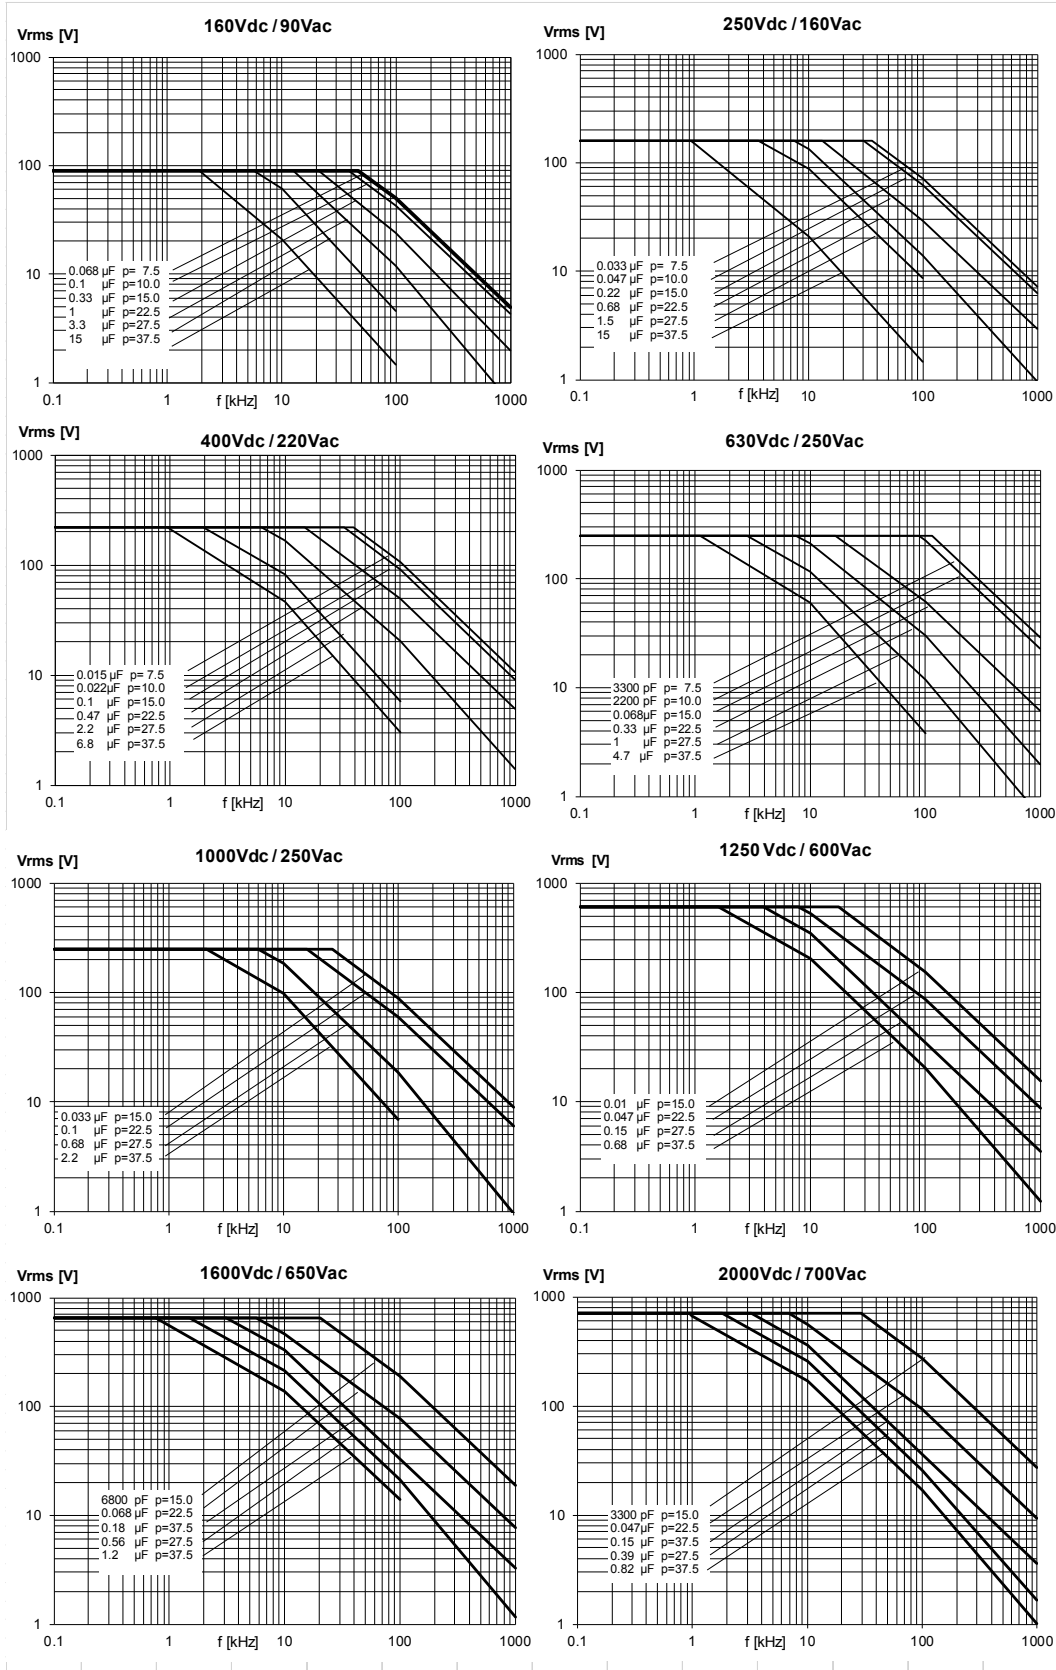 160Vdc / 90Vac
Vrms [V]
1000
100
10
1
0.068 µF p= 7.5
0.1 µF p=10.0
0.33 µF p=15.0
1 µF p=22.5
3.3 µF p=27.5
15 µF p=37.5
0.1 1 10 100 1000
f [kHz]
250Vdc / 160Vac
Vrms [V]
1000
100
10
1
0.033 µF p= 7.5
0.047 µF p=10.0
0.22 µF p=15.0
0.68 µF p=22.5
1.5 µF p=27.5
15 µF p=37.5
0.1 1 10 100 1000
f [kHz]
400Vdc / 220Vac
Vrms [V]
1000
100
10
1
0.015 µF p= 7.5
0.022µF p=10.0
0.1 µF p=15.0
0.47 µF p=22.5
2.2 µF p=27.5
6.8 µF p=37.5
0.1 1 10 100 1000
f [kHz]
630Vdc / 250Vac
Vrms [V]
1000
100
10
1
3300 pF p= 7.5
2200 pF p=10.0
0.068µF p=15.0
0.33 µF p=22.5
1 µF p=27.5
4.7 µF p=37.5
0.1 1 10 100 1000
f [kHz]
1000Vdc / 250Vac
Vrms [V]
1000
100
10
1
0.033 µF p=15.0
0.1 µF p=22.5
0.68 µF p=27.5
2.2 µF p=37.5
0.1 1 10 100 1000
f [kHz]
1250 Vdc / 600Vac
Vrms [V]
1000
100
10
1
0.01 µF p=15.0
0.047 µF p=22.5
0.15 µF p=27.5
0.68 µF p=37.5
0.1 1 10 100 1000
f [kHz]
1600Vdc / 650Vac
Vrms [V]
1000
100
10
1
6800 pF p=15.0
0.068 µF p=22.5
0.18 µF p=37.5
0.56 µF p=27.5
1.2 µF p=37.5
0.1 1 10 100 1000
f [kHz]
2000Vdc / 700Vac
Vrms [V]
1000
100
10
1
3300 pF p=15.0
0.047µF p=22.5
0.15 µF p=37.5
0.39 µF p=27.5
0.82 µF p=37.5
0.1 1 10 100 1000
f [kHz]